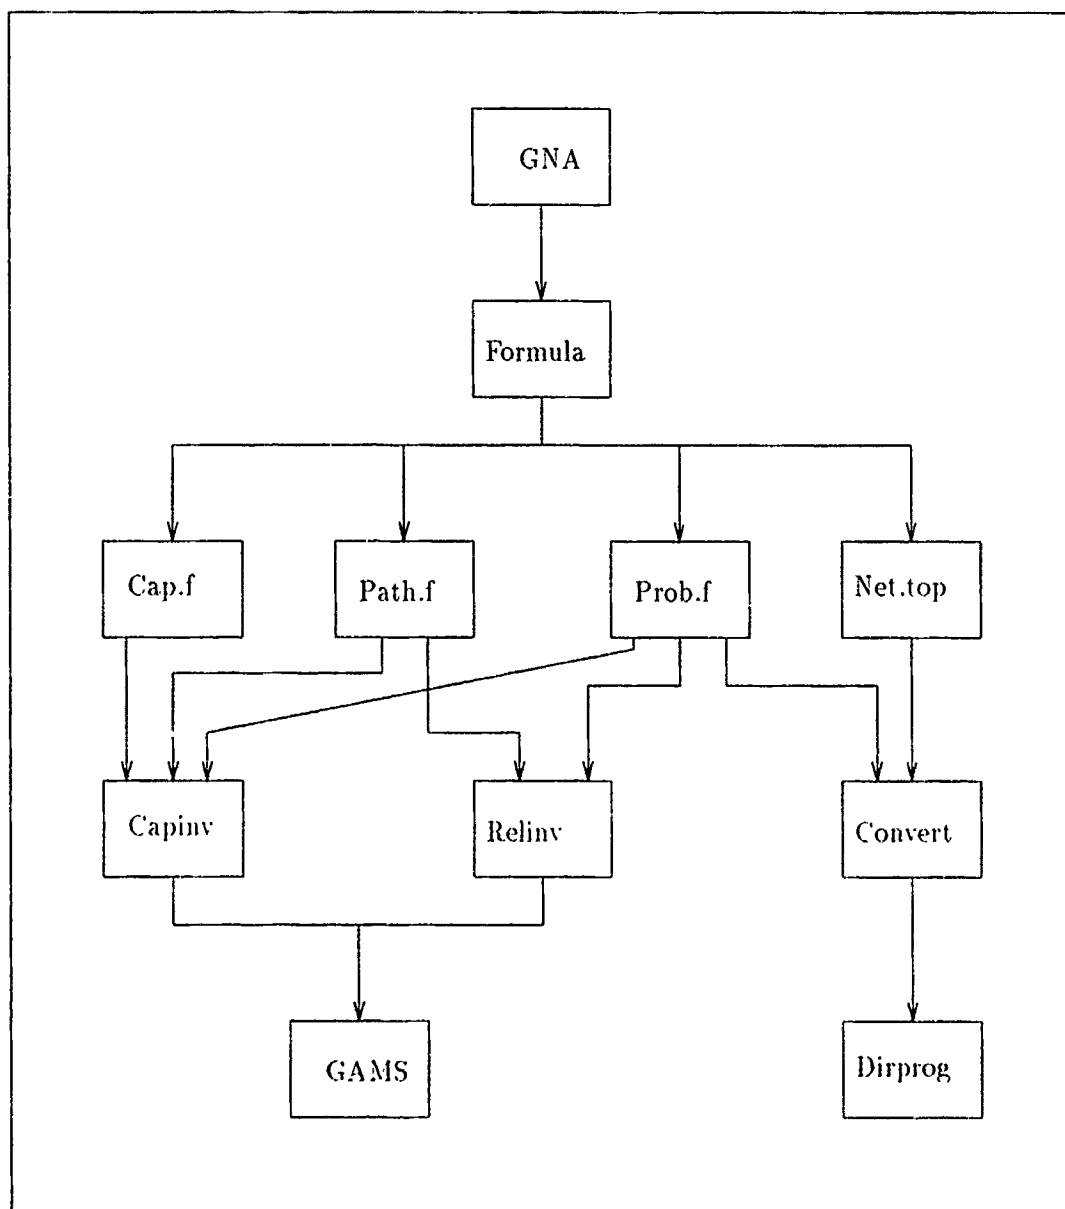 GNA
Formula
Cap.f
Path.f
Prob.f
Net.top
Capinv
Relinv
Convert
GAMS
Dirprog